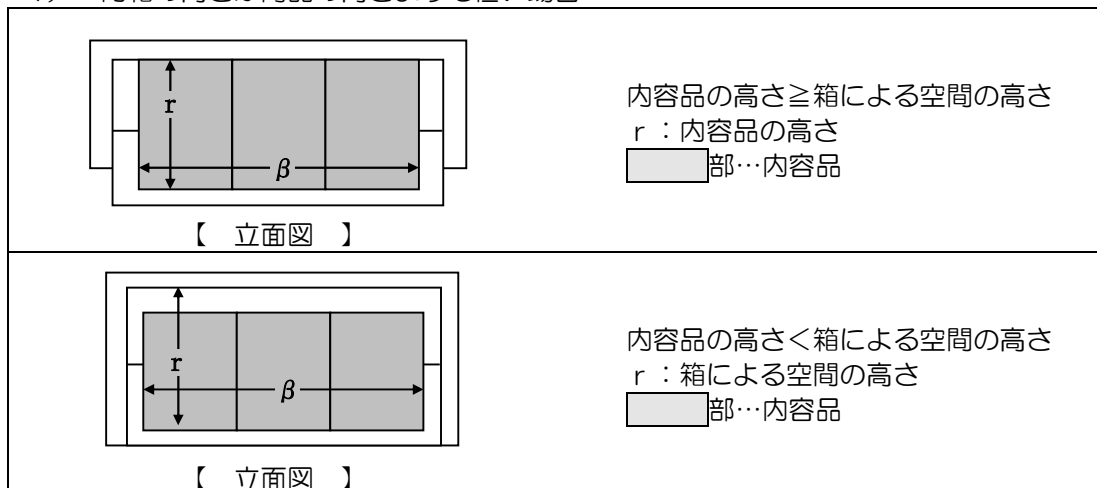 r
β
【 立面図 】
内容品の高さ≧箱による空間の高さ
r：内容品の高さ
部…内容品
r
β
【 立面図 】
内容品の高さ＜箱による空間の高さ
r：箱による空間の高さ
部…内容品